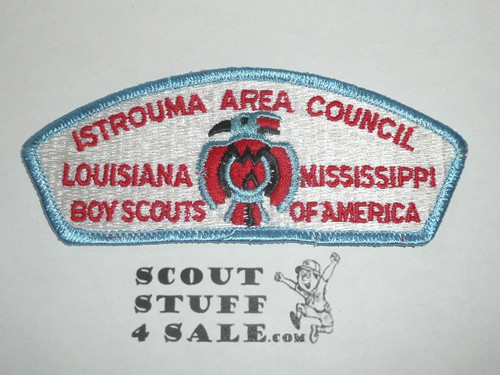 ISTROUMA AREA COUNCIL
LOUISIANA MISSISSIPPI
BOY SCOUTS OF AMERICA
SCOUT
STUFF
4 SALE.COM